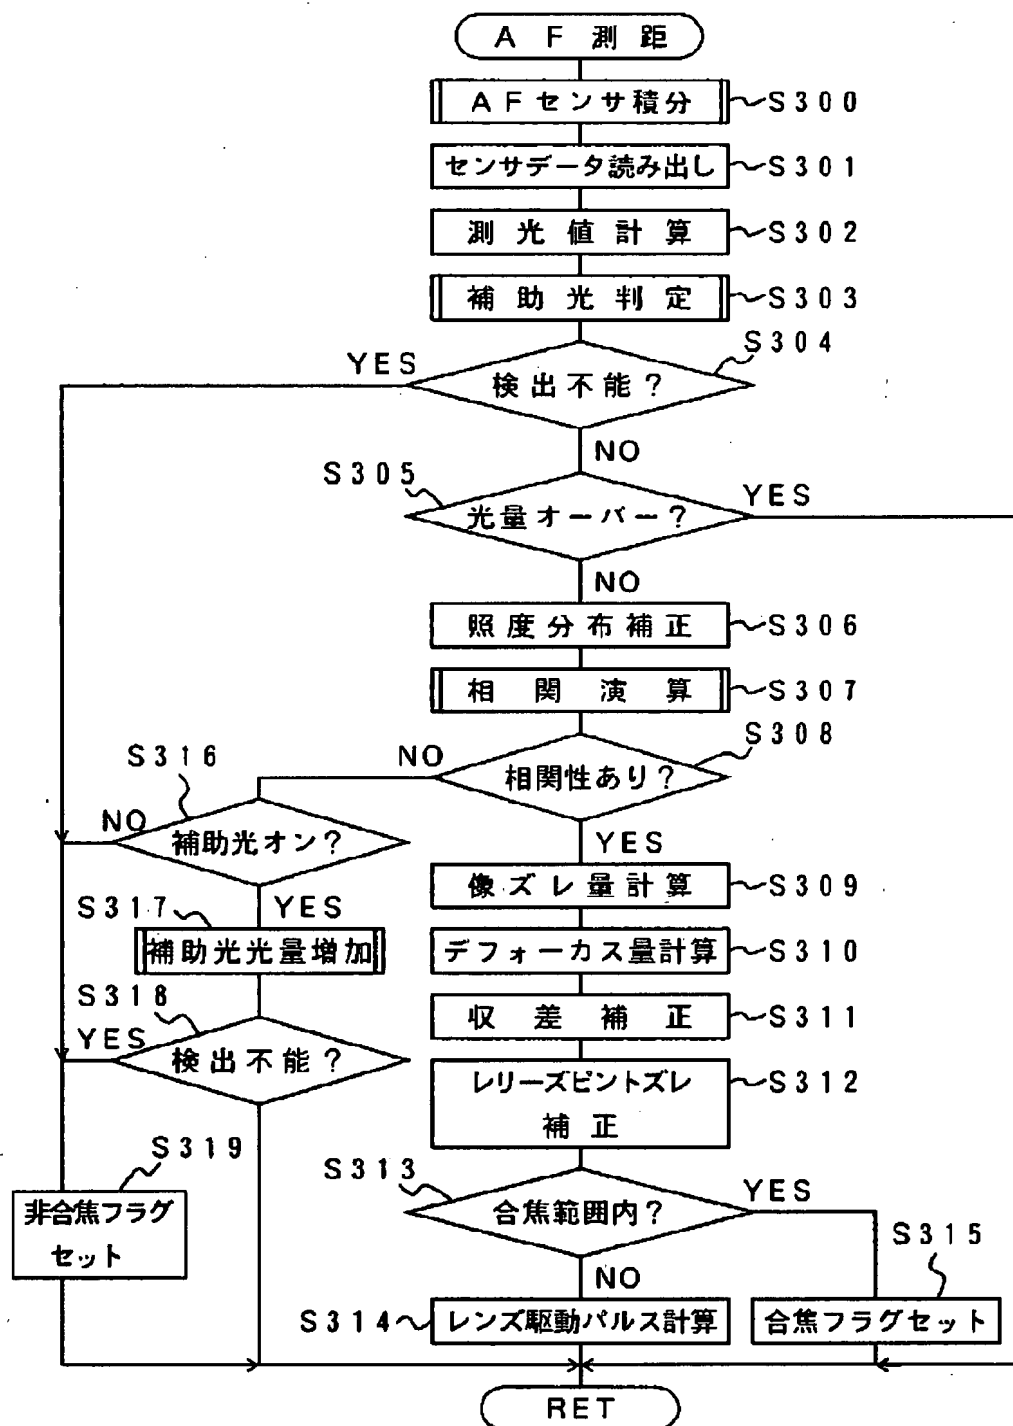 AF測距
AFセンサ積分
S300
センサデータ読み出し
S301
測光値計算
S302
補助光判定
S303
S304
YES
検出不能?
NO
S305
YES
光量オーバー?
NO
照度分布補正
S306
相関演算
S307
S308
NO
相関性あり?
S316
NO
補助光オン?
YES
YES
像ズレ量計算
S309
S317
補助光光量増加
デフォーカス量計算
S310
S318
YES
検出不能?
収差補正
S311
レリーズピントズレ
補正
S312
S319
非合焦フラグ
セット
S313
YES
合焦範囲内?
NO
S315
S314
レンズ駆動パルス計算
合焦フラグセット
RET